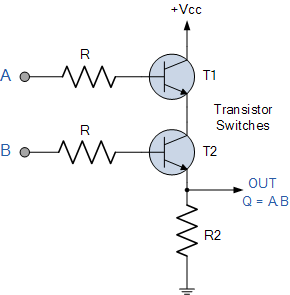 +Vcc
R
A
T1
Transistor
Switches
R
B
T2
OUT
Q = A.B
R2